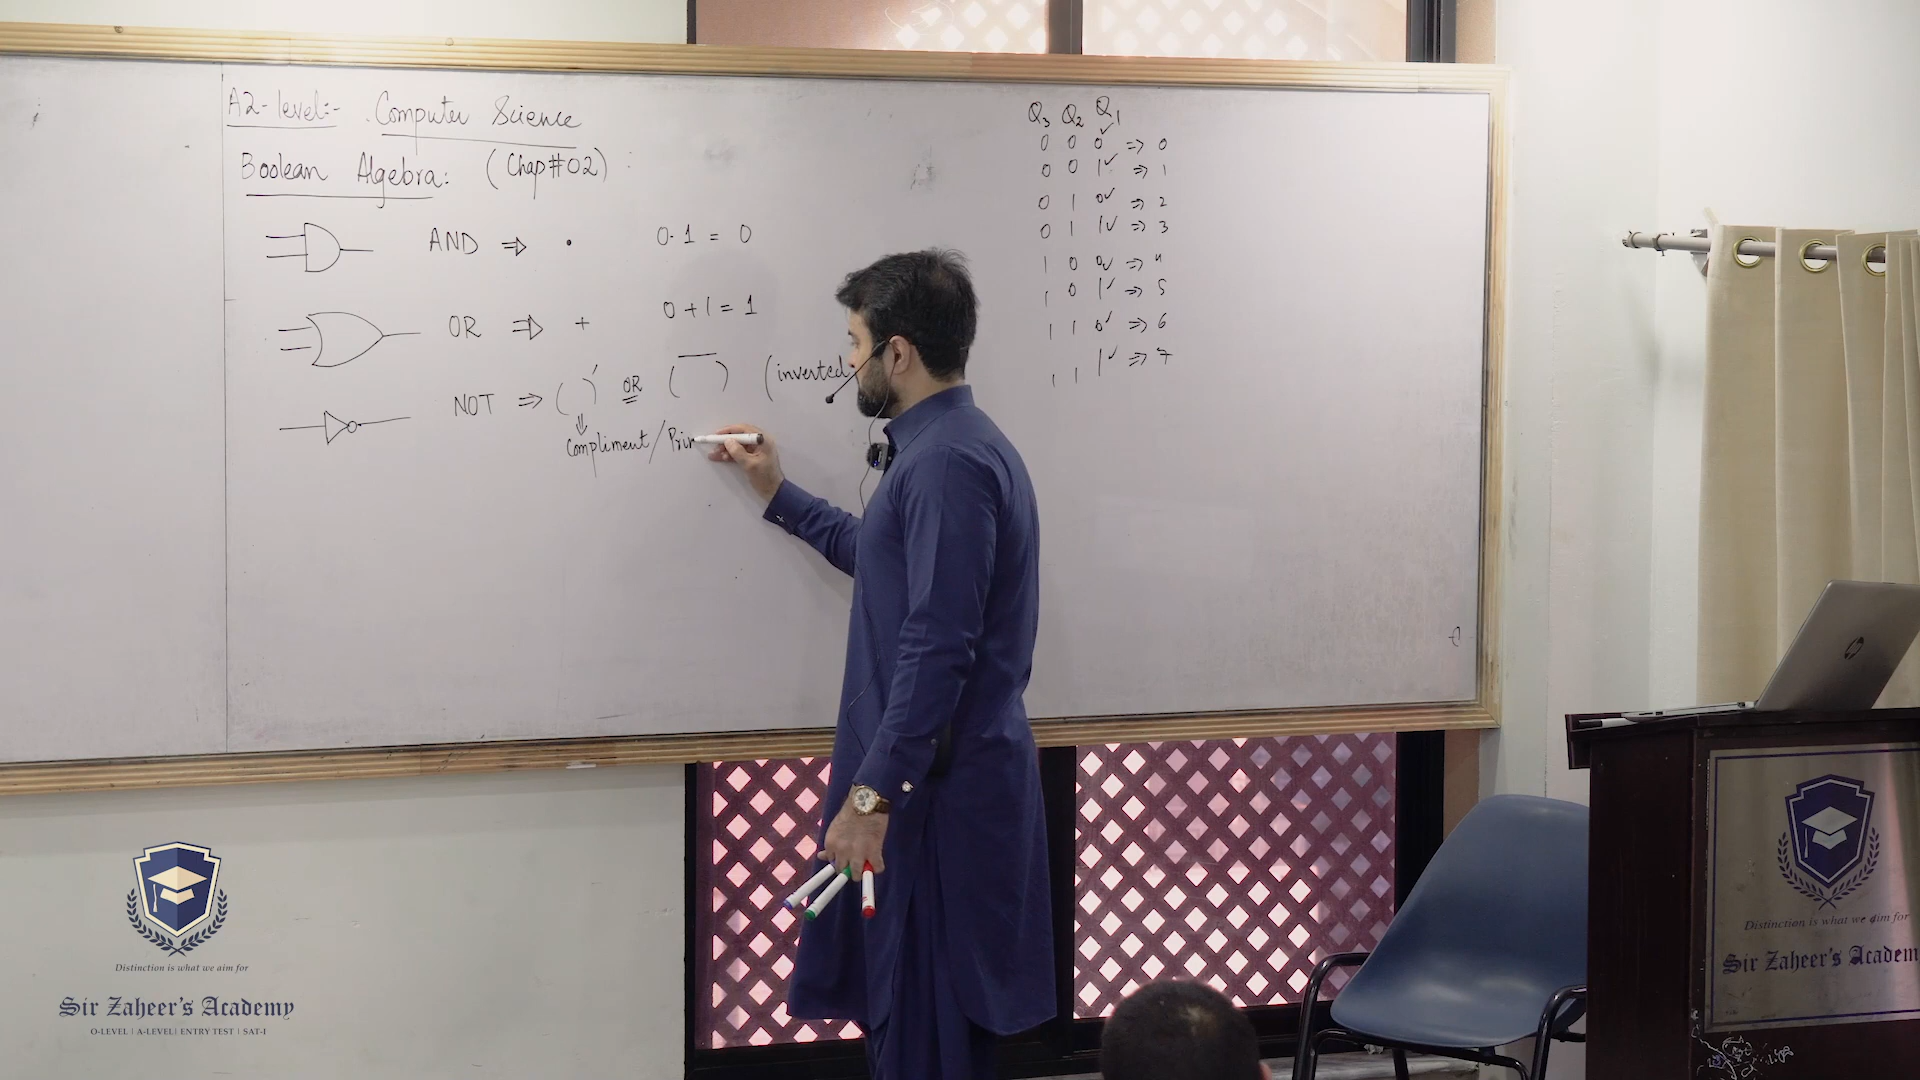 A2-level:- Computer Science
Boolean Algebra: (Chap#02)
AND ⇒ • 0·1 = 0
OR ⇒ + 0+1 = 1
NOT ⇒ ( )' OR ( ) (inverted
Compliment/Prim
Q3 Q2 Q1
0 0 0✓ ⇒ 0
0 0 1✓ ⇒ 1
0 1 0✓ ⇒ 2
0 1 1✓ ⇒ 3
1 0 0✓ ⇒ 4
1 0 1✓ ⇒ 5
1 1 0✓ ⇒ 6
1 1 1✓ ⇒ 7
hp
Distinction is what we aim for
Sir Zaheer's Academ
Distinction is what we aim for
Sir Zaheer's Academy
O-LEVEL | A-LEVEL | ENTRY TEST | SAT-I